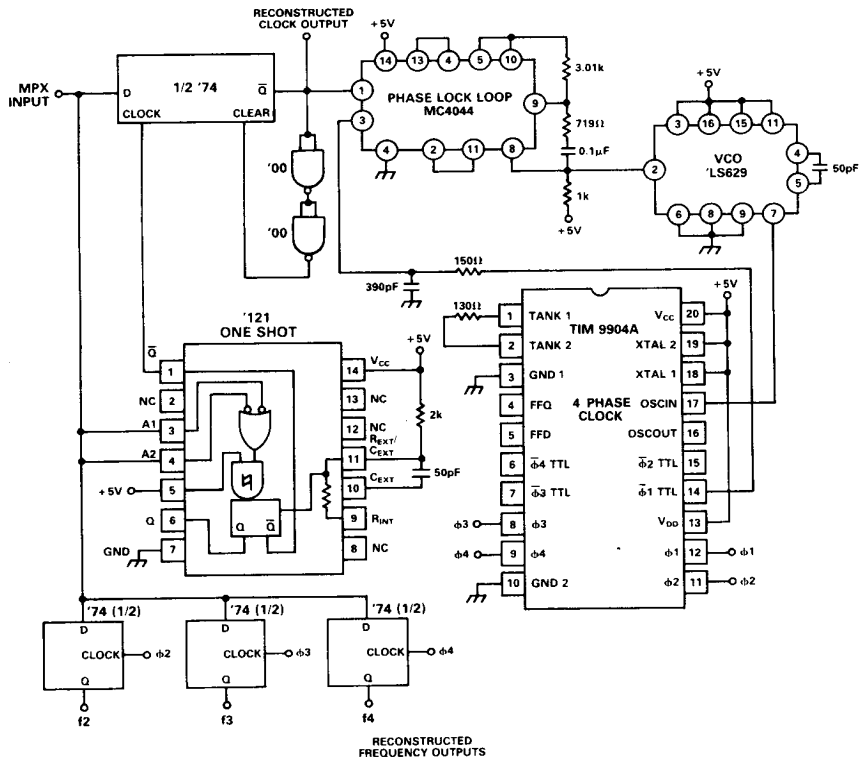 RECONSTRUCTED
CLOCK OUTPUT
MPX
INPUT
D
1/2 '74
Q̅
CLOCK
CLEAR
'00
'00
+5V
14
13
4
5
10
1
PHASE LOCK LOOP
MC4044
9
3
4
2
11
8
3.01k
719Ω
0.1μF
1k
+5V
+5V
3
16
15
11
VCO
'LS629
2
4
5
50pF
6
8
9
7
150Ω
390pF
'121
ONE SHOT
Q̅
1
NC
2
A1
3
A2
4
+5V
5
Q
6
GND
7
Q
Q̅
+5V
14
VCC
13
NC
12
NC
REXT/
CEXT
11
10
CEXT
9
RINT
8
NC
2k
50pF
130Ω
+5V
TIM 9904A
4 PHASE
CLOCK
1
TANK 1
2
TANK 2
3
GND 1
4
FFQ
5
FFD
6
ϕ̅4 TTL
7
ϕ̅3 TTL
ϕ3
8
ϕ3
ϕ4
9
ϕ4
10
GND 2
VCC
20
XTAL 2
19
XTAL 1
18
OSCIN
17
OSCOUT
16
ϕ̅2 TTL
15
ϕ̅1 TTL
14
VDD
13
ϕ1
12
ϕ1
ϕ2
11
ϕ2
'74 (1/2)
'74 (1/2)
'74 (1/2)
D
CLOCK
ϕ2
Q
f2
D
CLOCK
ϕ3
Q
f3
D
CLOCK
ϕ4
Q
f4
RECONSTRUCTED
FREQUENCY OUTPUTS